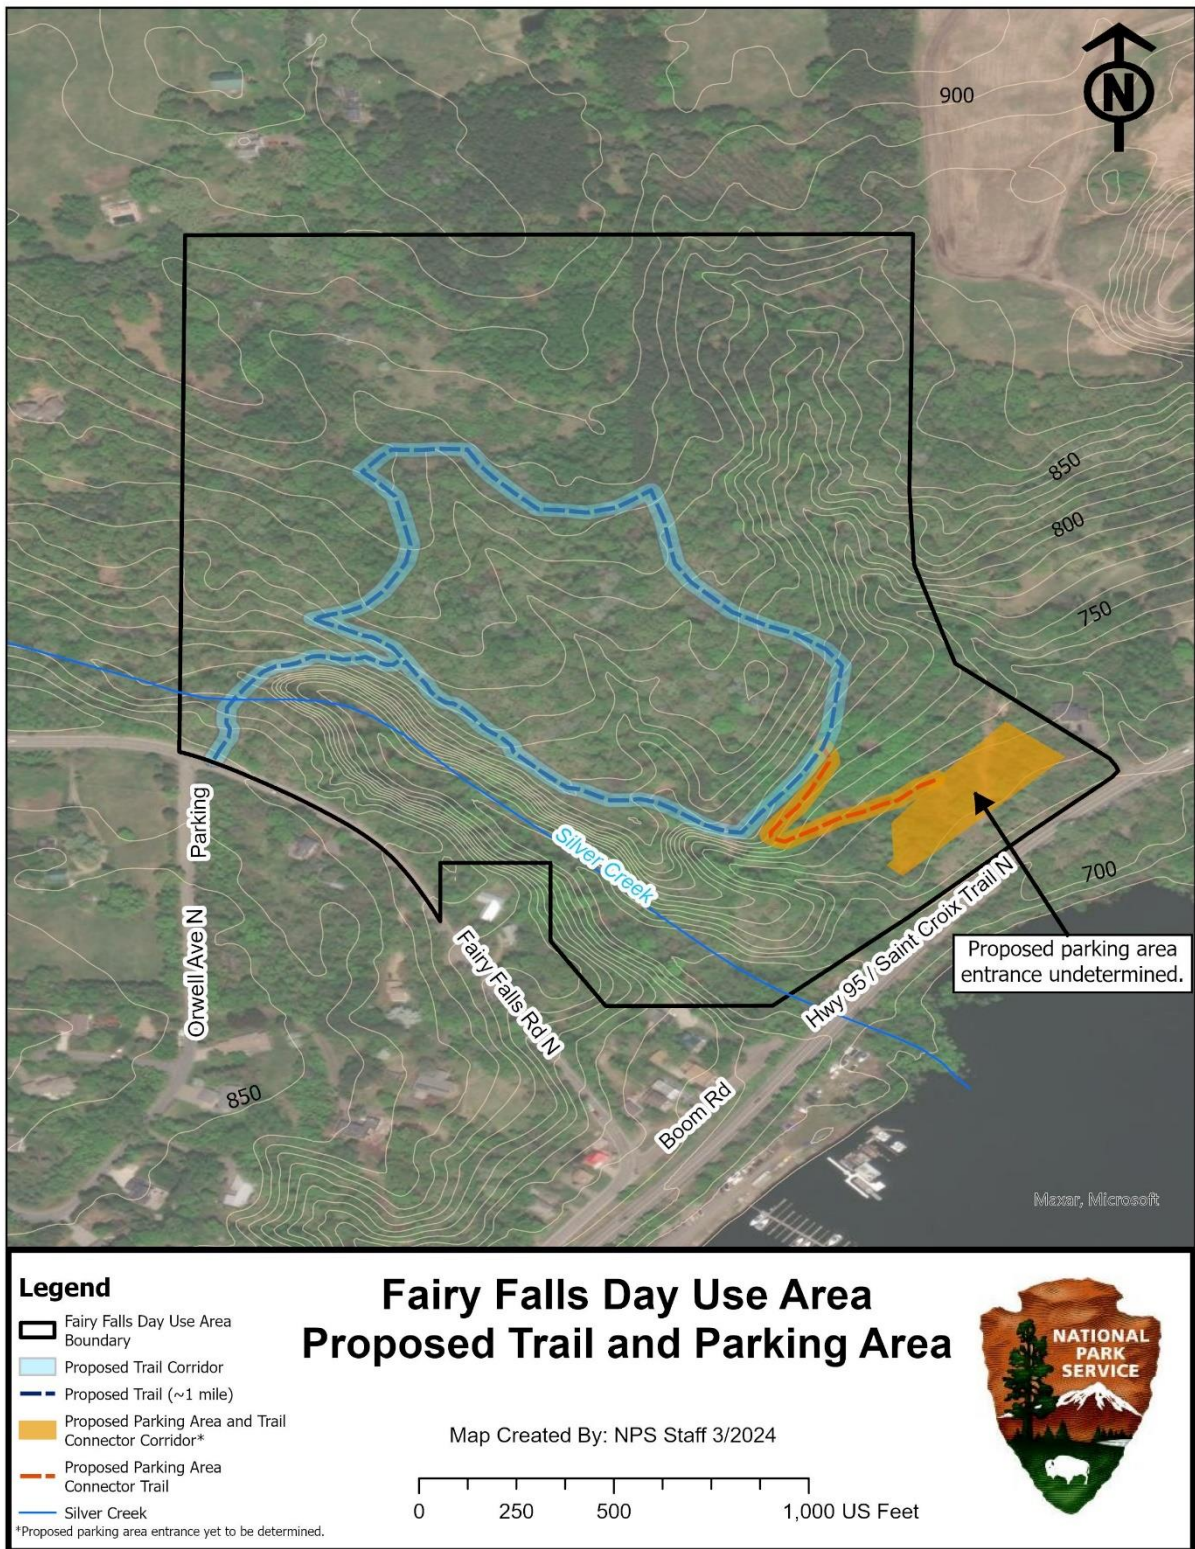 N
900
850
800
750
700
Parking
Orwell Ave N
Silver Creek
Fairy Falls Rd N
Hwy 95 / Saint Croix Trail N
Proposed parking area
entrance undetermined.
850
Boom Rd
Maxar, Microsoft
Legend
Fairy Falls Day Use Area
Boundary
Proposed Trail Corridor
Proposed Trail (~1 mile)
Proposed Parking Area and Trail
Connector Corridor*
Proposed Parking Area
Connector Trail
Silver Creek
*Proposed parking area entrance yet to be determined.
Fairy Falls Day Use Area
Proposed Trail and Parking Area
Map Created By: NPS Staff 3/2024
0 250 500 1,000 US Feet
NATIONAL
PARK
SERVICE